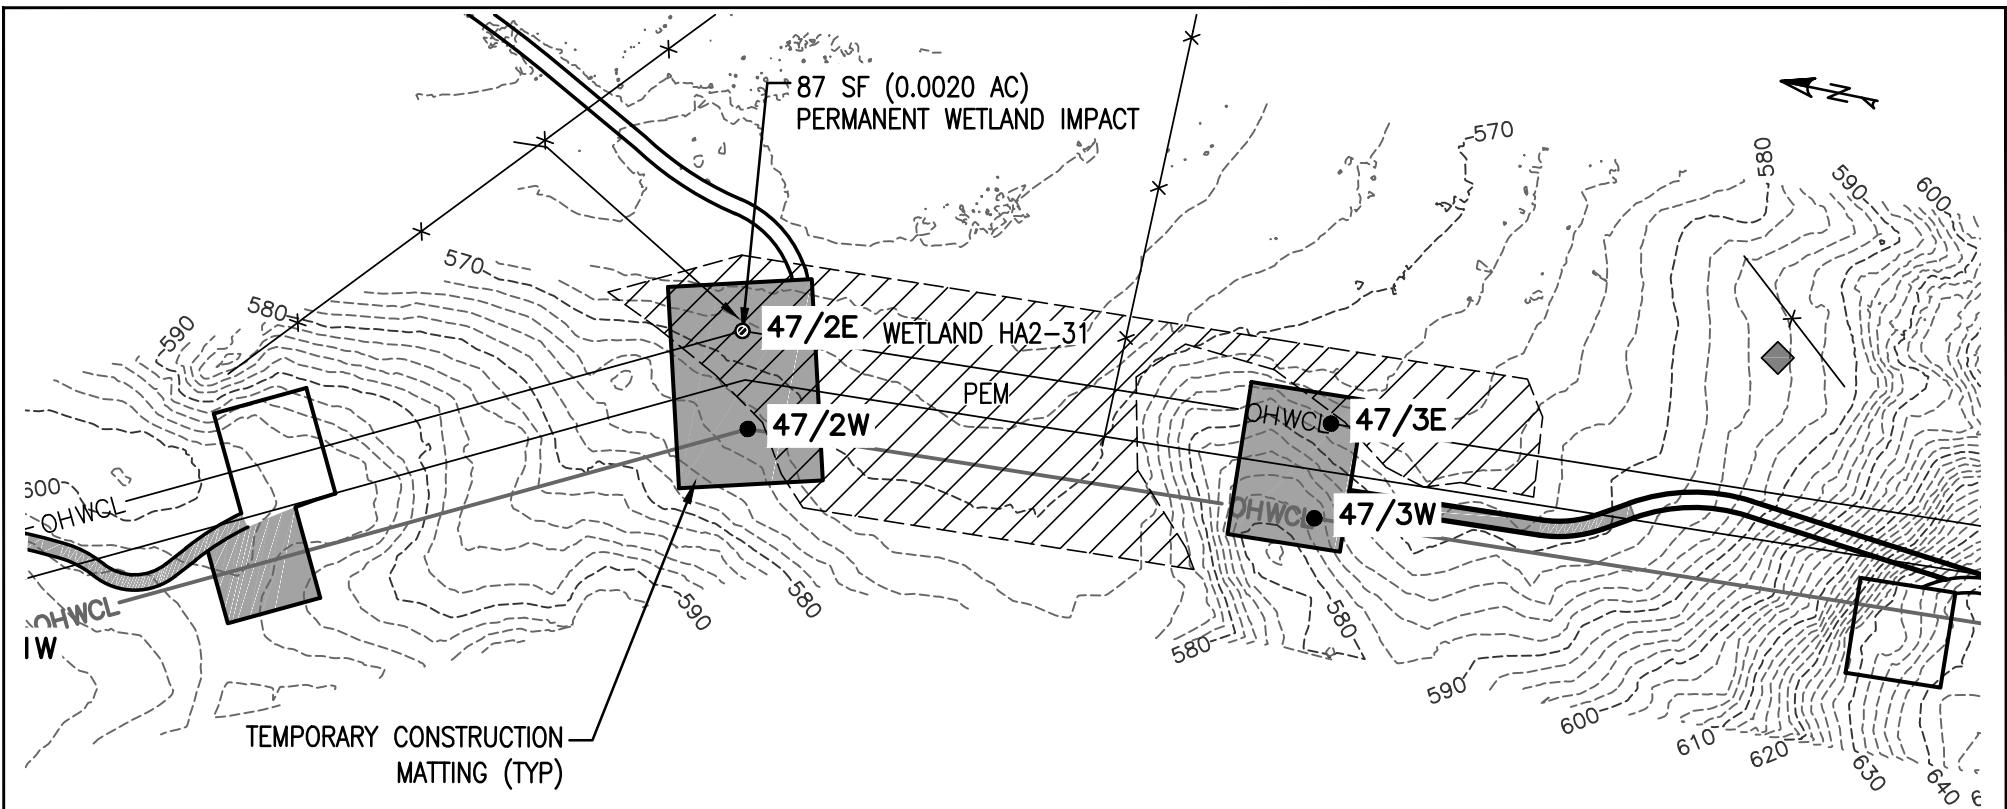 87 SF (0.0020 AC)
PERMANENT WETLAND IMPACT
N
570
580
590
600
570
580
590
47/2E
WETLAND HA2-31
PEM
47/2W
OHWCL
47/3E
OHWCL
47/3W
600
OHWCL
OHWCL
1W
590
580
580
580
590
600
610
620
630
640
TEMPORARY CONSTRUCTION
MATTING (TYP)